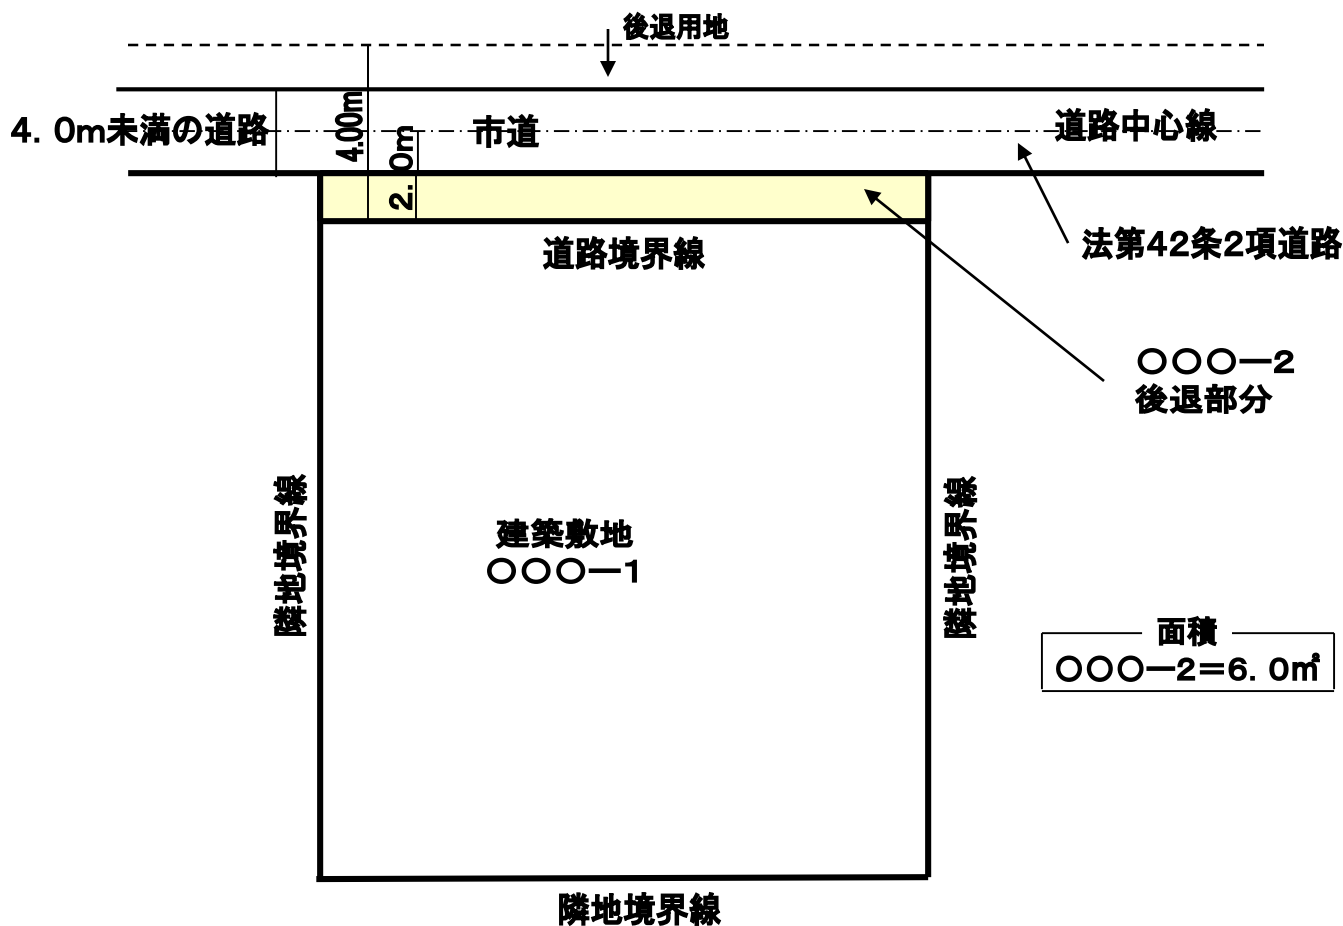 後退用地
4．0m未満の道路
4.00m
2．0m
市道
道路中心線
道路境界線
法第42条2項道路
○○○ー2
後退部分
隣地境界線
建築敷地
○○○ー1
隣地境界線
面積
○○○ー2＝6．0㎡
隣地境界線